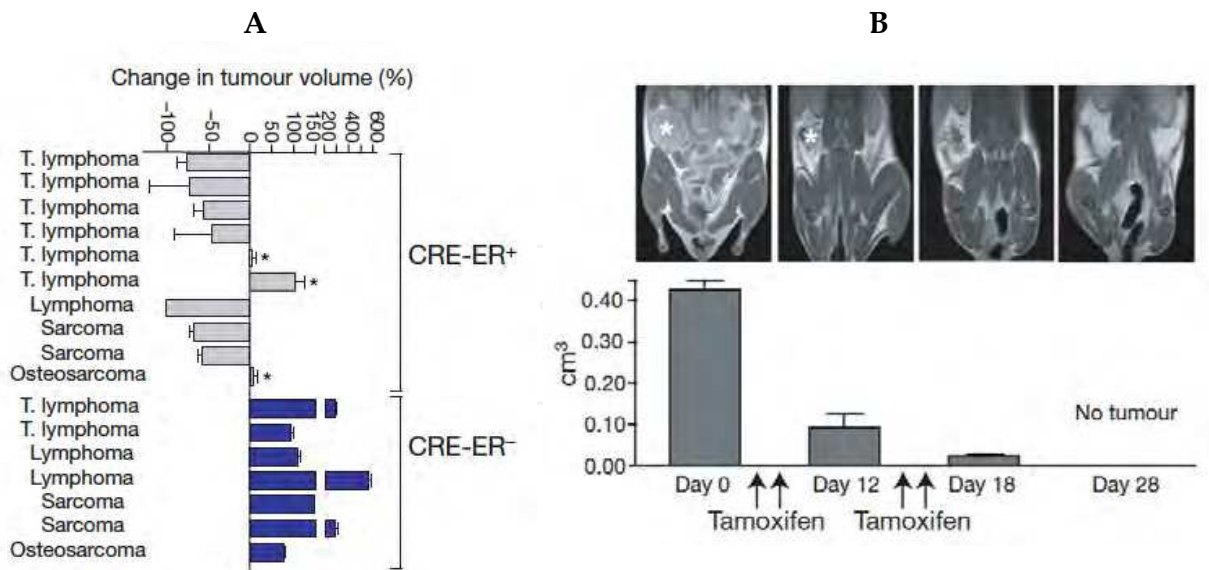 A
Change in tumour volume (%)
−100 −50 0 50 100 150 200 400 600
T. lymphoma
T. lymphoma
T. lymphoma
T. lymphoma
T. lymphoma *
T. lymphoma *
Lymphoma
Sarcoma
Sarcoma
Osteosarcoma *
CRE-ER+
T. lymphoma
T. lymphoma
Lymphoma
Lymphoma
Sarcoma
Sarcoma
Osteosarcoma
CRE-ER−
B
* *
cm³
0.40
0.30
0.20
0.10
0.00
No tumour
Day 0 Day 12 Day 18 Day 28
Tamoxifen Tamoxifen